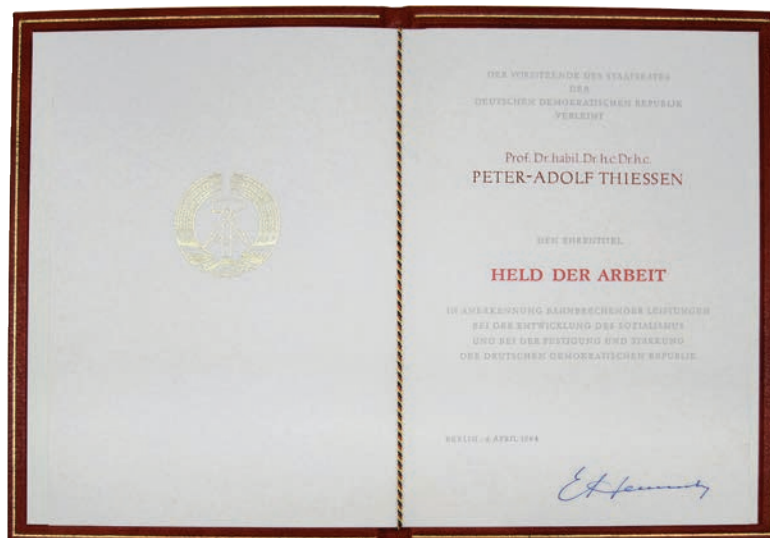 DER VORSITZENDE DES STAATSRATES
DER
DEUTSCHEN DEMOKRATISCHEN REPUBLIK
VERLEIHT
Prof. Dr. habil. Dr. h.c. Dr. h.c.
PETER-ADOLF THIESSEN
DEN EHRENTITEL
HELD DER ARBEIT
IN ANERKENNUNG BAHNBRECHENDER LEISTUNGEN
BEI DER ENTWICKLUNG DES SOZIALISMUS
UND BEI DER FESTIGUNG UND STÄRKUNG
DER DEUTSCHEN DEMOKRATISCHEN REPUBLIK
BERLIN · 6 APRIL